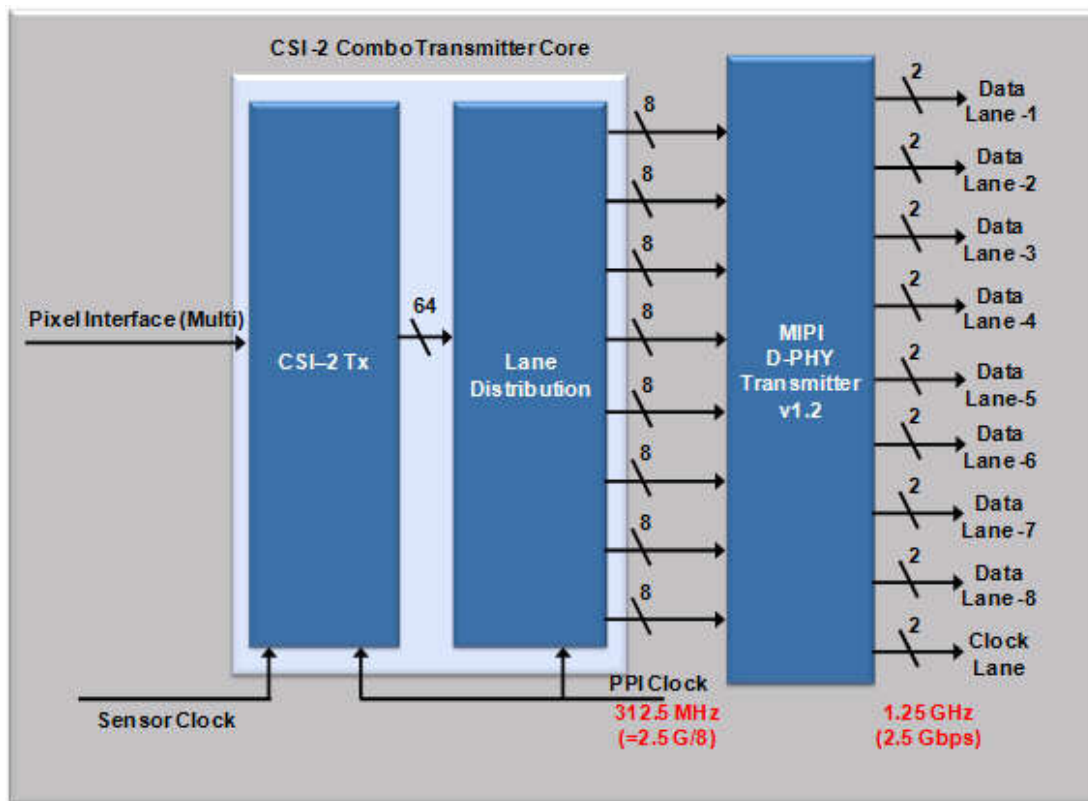 CSI-2 Combo Transmitter Core
8
8
8
8
8
8
8
8
2
Data
Lane -1
2
Data
Lane -2
2
Data
Lane -3
2
Data
Lane -4
2
Data
Lane-5
2
Data
Lane -6
2
Data
Lane -7
2
Data
Lane -8
2
Clock
Lane
Pixel Interface (Multi)
CSI–2 Tx
64
Lane
Distribution
MIPI
D-PHY
Transmitter
v1.2
Sensor Clock
PPI Clock
312.5 MHz
(=2.5 G/8)
1.25 GHz
(2.5 Gbps)